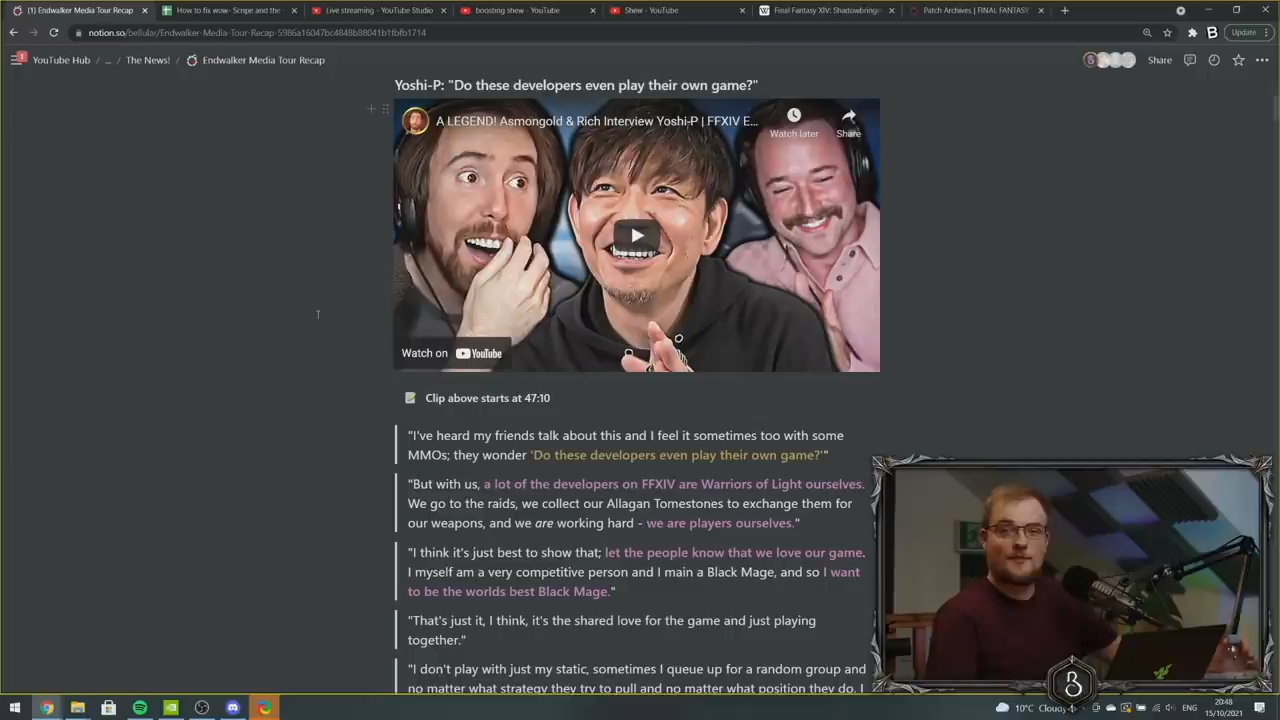 (1) Endwalker Media Tour Recap
How to fix wow- Scripe and the
Live streaming - YouTube Studio
boosting shew - YouTube
Shew - YouTube
Final Fantasy XIV: Shadowbringe
Patch Archives | FINAL FANTASY
notion.so/bellular/Endwalker-Media-Tour-Recap-5986a16047bc4848b88041b1fbfb1714
Update
1
YouTube Hub / ... / The News! / Endwalker Media Tour Recap
Share
Yoshi-P: "Do these developers even play their own game?"
A LEGEND! Asmongold & Rich Interview Yoshi-P | FFXIV E...
Watch later
Share
Watch on YouTube
Clip above starts at 47:10
"I've heard my friends talk about this and I feel it sometimes too with some
MMOs; they wonder 'Do these developers even play their own game?'"
"But with us, a lot of the developers on FFXIV are Warriors of Light ourselves.
We go to the raids, we collect our Allagan Tomestones to exchange them for
our weapons, and we are working hard - we are players ourselves."
"I think it's just best to show that; let the people know that we love our game.
I myself am a very competitive person and I main a Black Mage, and so I want
to be the worlds best Black Mage."
"That's just it, I think, it's the shared love for the game and just playing
together."
"I don't play with just my static, sometimes I queue up for a random group and
no matter what strategy they try to pull and no matter what position they do, I
B
10°C Cloudy
ENG
20:48
15/10/2021